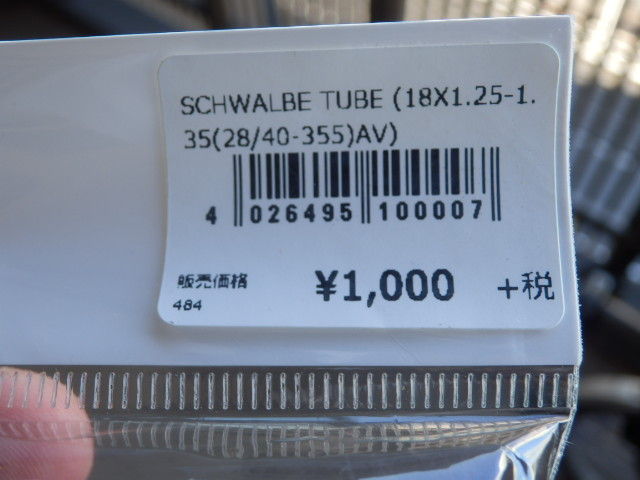 SCHWALBE TUBE (18X1.25-1.
35(28/40-355)AV)
4 026495 100007
販売価格 ¥1,000 +税
484